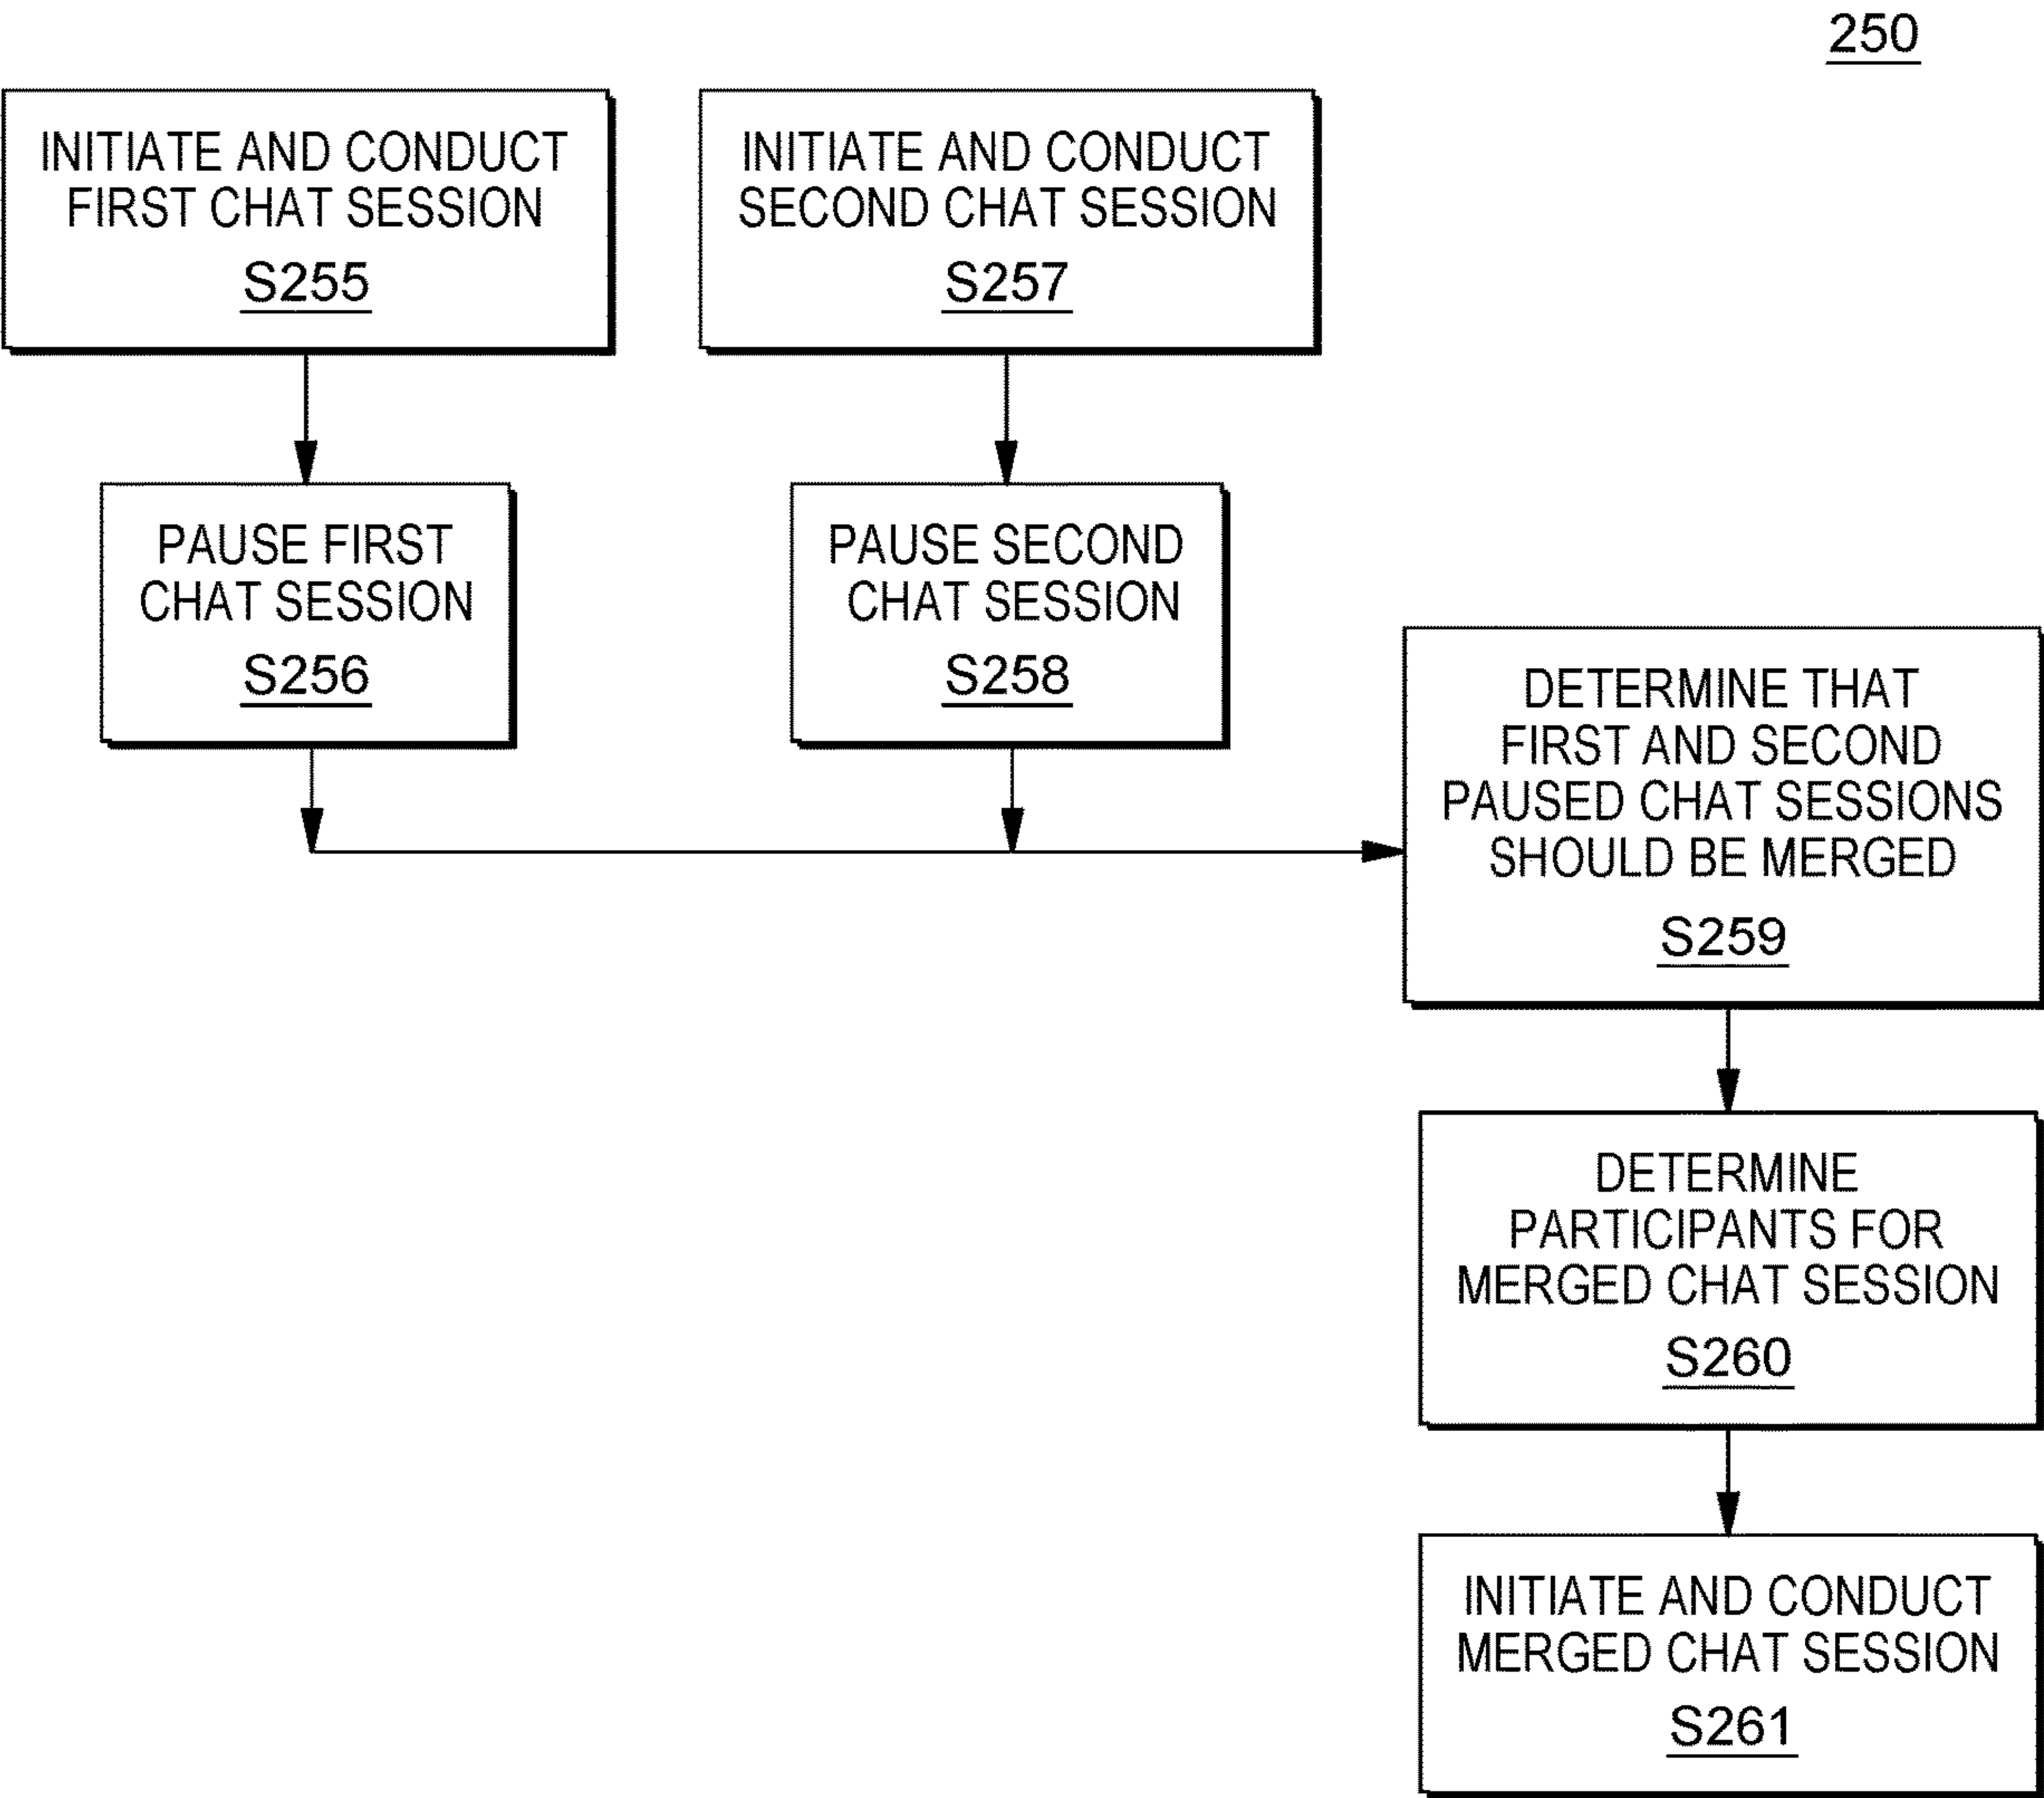 250
INITIATE AND CONDUCT
FIRST CHAT SESSION
S255
INITIATE AND CONDUCT
SECOND CHAT SESSION
S257
PAUSE FIRST
CHAT SESSION
S256
PAUSE SECOND
CHAT SESSION
S258
DETERMINE THAT
FIRST AND SECOND
PAUSED CHAT SESSIONS
SHOULD BE MERGED
S259
DETERMINE
PARTICIPANTS FOR
MERGED CHAT SESSION
S260
INITIATE AND CONDUCT
MERGED CHAT SESSION
S261